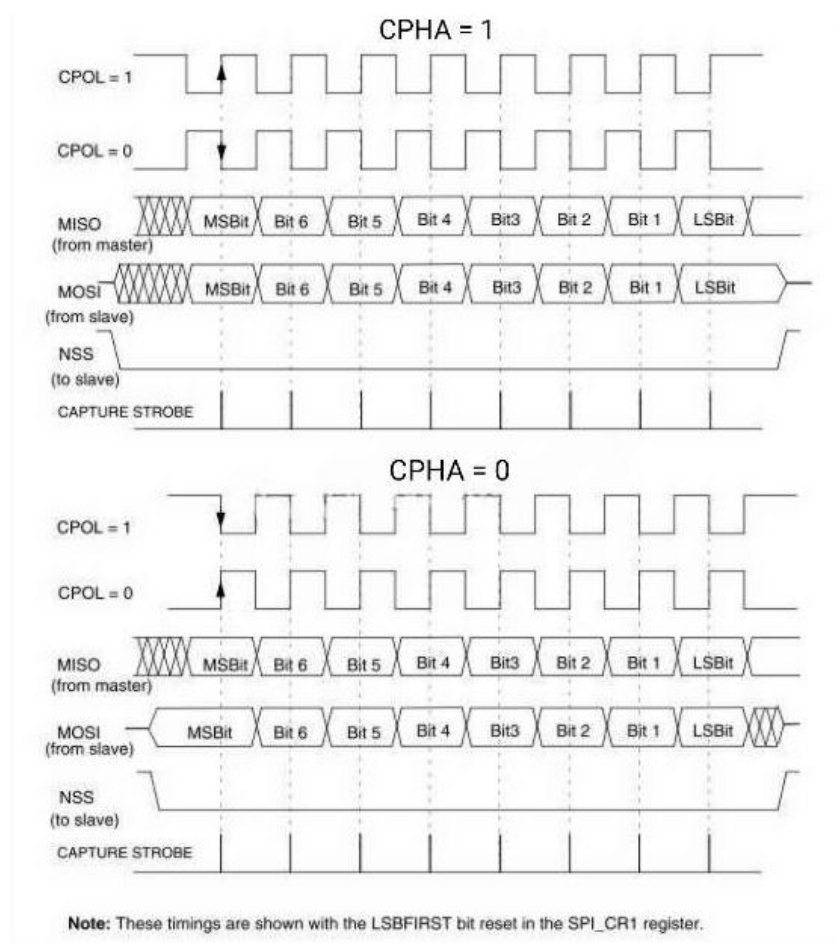 CPHA = 1
CPOL = 1
CPOL = 0
MISO MSBit Bit 6 Bit 5 Bit 4 Bit3 Bit 2 Bit 1 LSBit
(from master)
MOSI MSBit Bit 6 Bit 5 Bit 4 Bit3 Bit 2 Bit 1 LSBit
(from slave)
NSS
(to slave)
CAPTURE STROBE
CPHA = 0
CPOL = 1
CPOL = 0
MISO MSBit Bit 6 Bit 5 Bit 4 Bit3 Bit 2 Bit 1 LSBit
(from master)
MOSI MSBit Bit 6 Bit 5 Bit 4 Bit3 Bit 2 Bit 1 LSBit
(from slave)
NSS
(to slave)
CAPTURE STROBE
Note: These timings are shown with the LSBFIRST bit reset in the SPI_CR1 register.